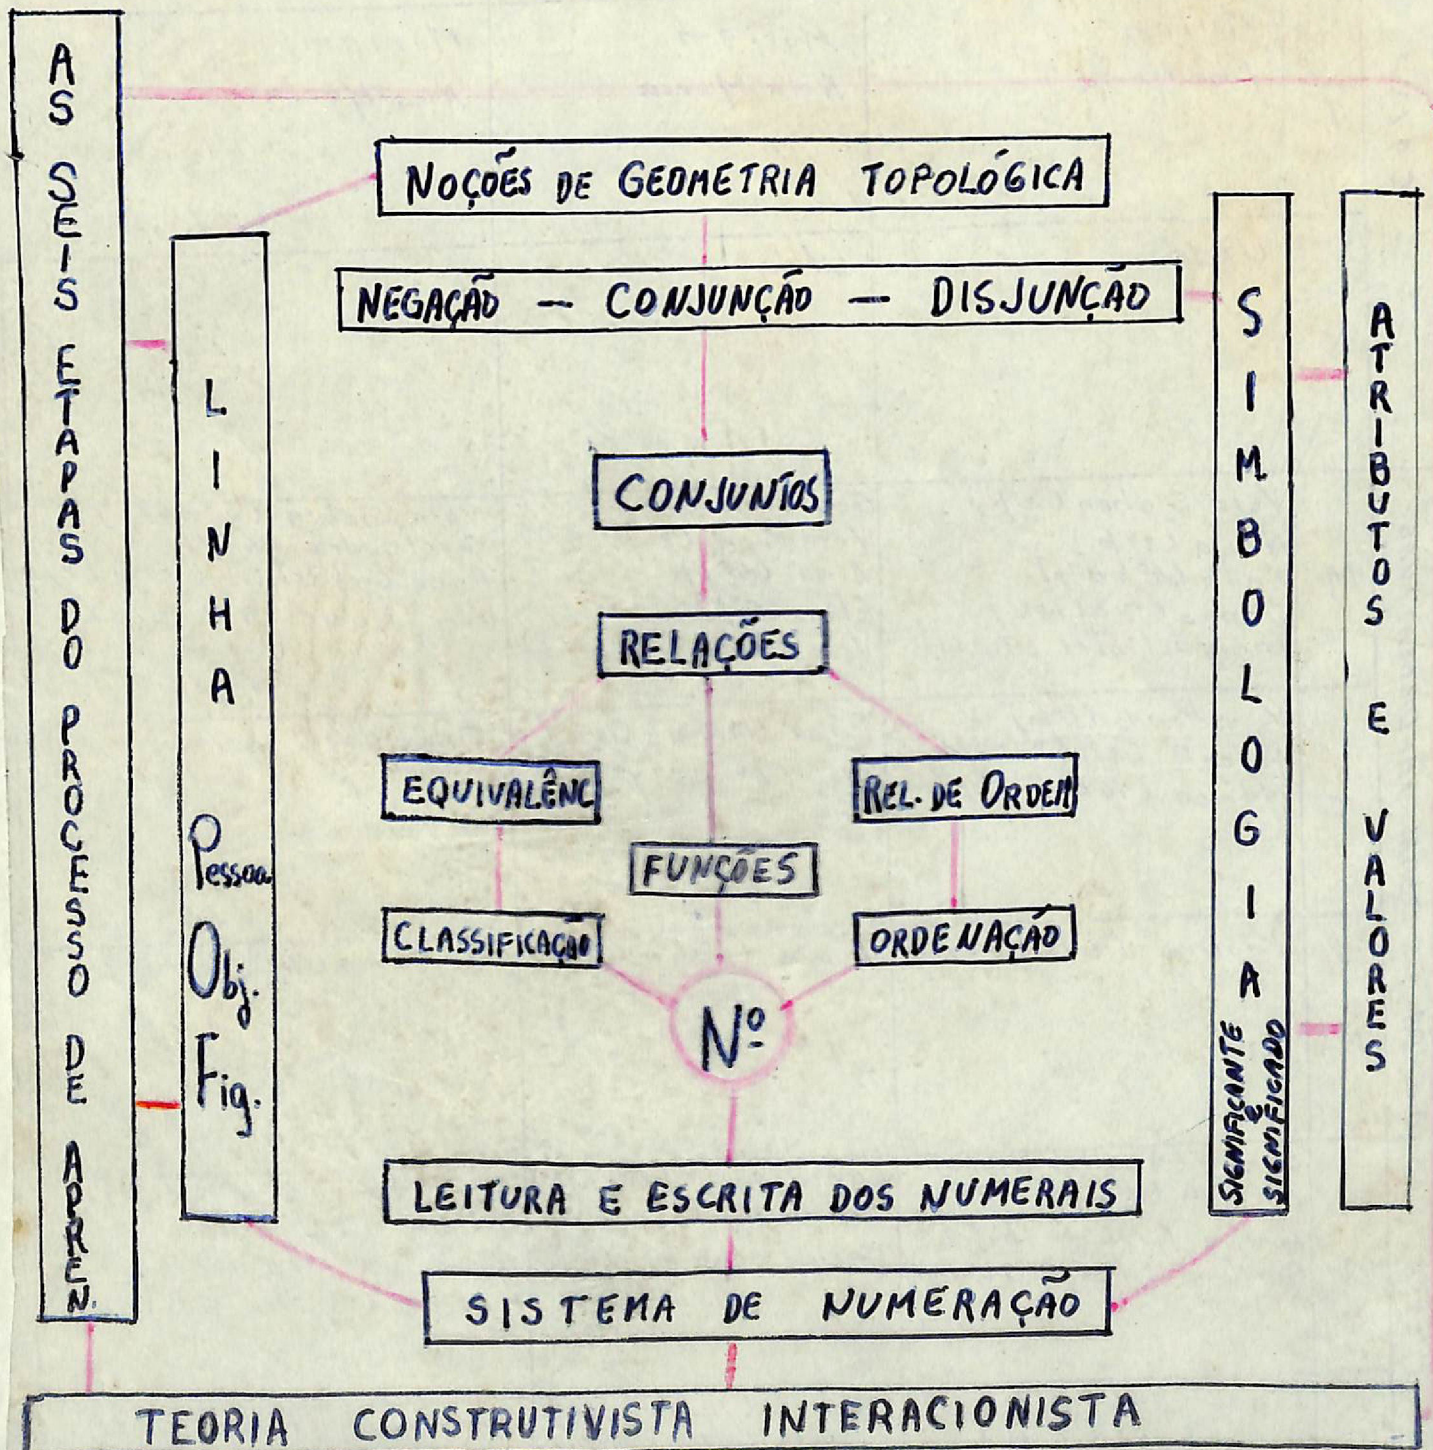 AS SEIS ETAPAS DO PROCESSO DE APREN.
NOÇÕES DE GEOMETRIA TOPOLÓGICA
NEGAÇÃO — CONJUNÇÃO — DISJUNÇÃO
LINHA
Pessoa
Obj.
Fig.
CONJUNTOS
RELAÇÕES
EQUIVALÊNC
REL. DE ORDEM
FUNÇÕES
CLASSIFICAÇÃO
ORDENAÇÃO
Nº
LEITURA E ESCRITA DOS NUMERAIS
SISTEMA DE NUMERAÇÃO
SIMBOLOGIA
SIGNIFICANTE
E
SIGNIFICADO
ATRIBUTOS E VALORES
TEORIA CONSTRUTIVISTA INTERACIONISTA